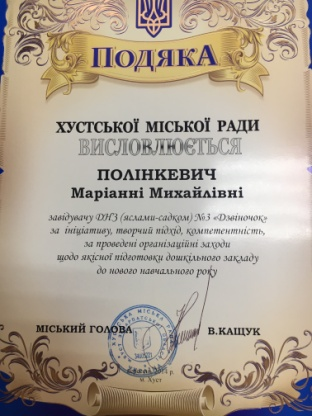 ПОДЯКА
ХУСТСЬКОЇ МІСЬКОЇ РАДИ
ВИСЛОВЛЮЄТЬСЯ
ПОЛІНКЕВИЧ
Маріанні Михайлівні
завідувачу ДНЗ (яслами-садком) №3 «Дзвіночок»
за ініціативу, творчий підхід, компетентність,
за проведені організаційні заходи
щодо якісної підготовки дошкільного закладу
до нового навчального року
МІСЬКИЙ ГОЛОВА В.КАЩУК
м. Хуст